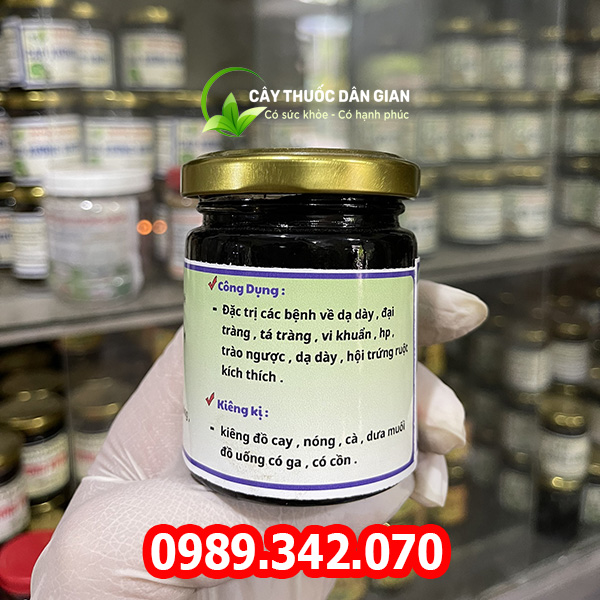 CÂY THUỐC DÂN GIAN
Có sức khỏe - Có hạnh phúc
Công Dụng :
- Đặc trị các bệnh về dạ dày , đại
tràng , tá tràng , vi khuẩn , hp ,
trào ngược , dạ dày , hội trứng ruột
kích thích .
Kiêng kị :
- kiêng đồ cay , nóng , cà , dưa muối
đồ uống có ga , có cồn .
0989.342.070